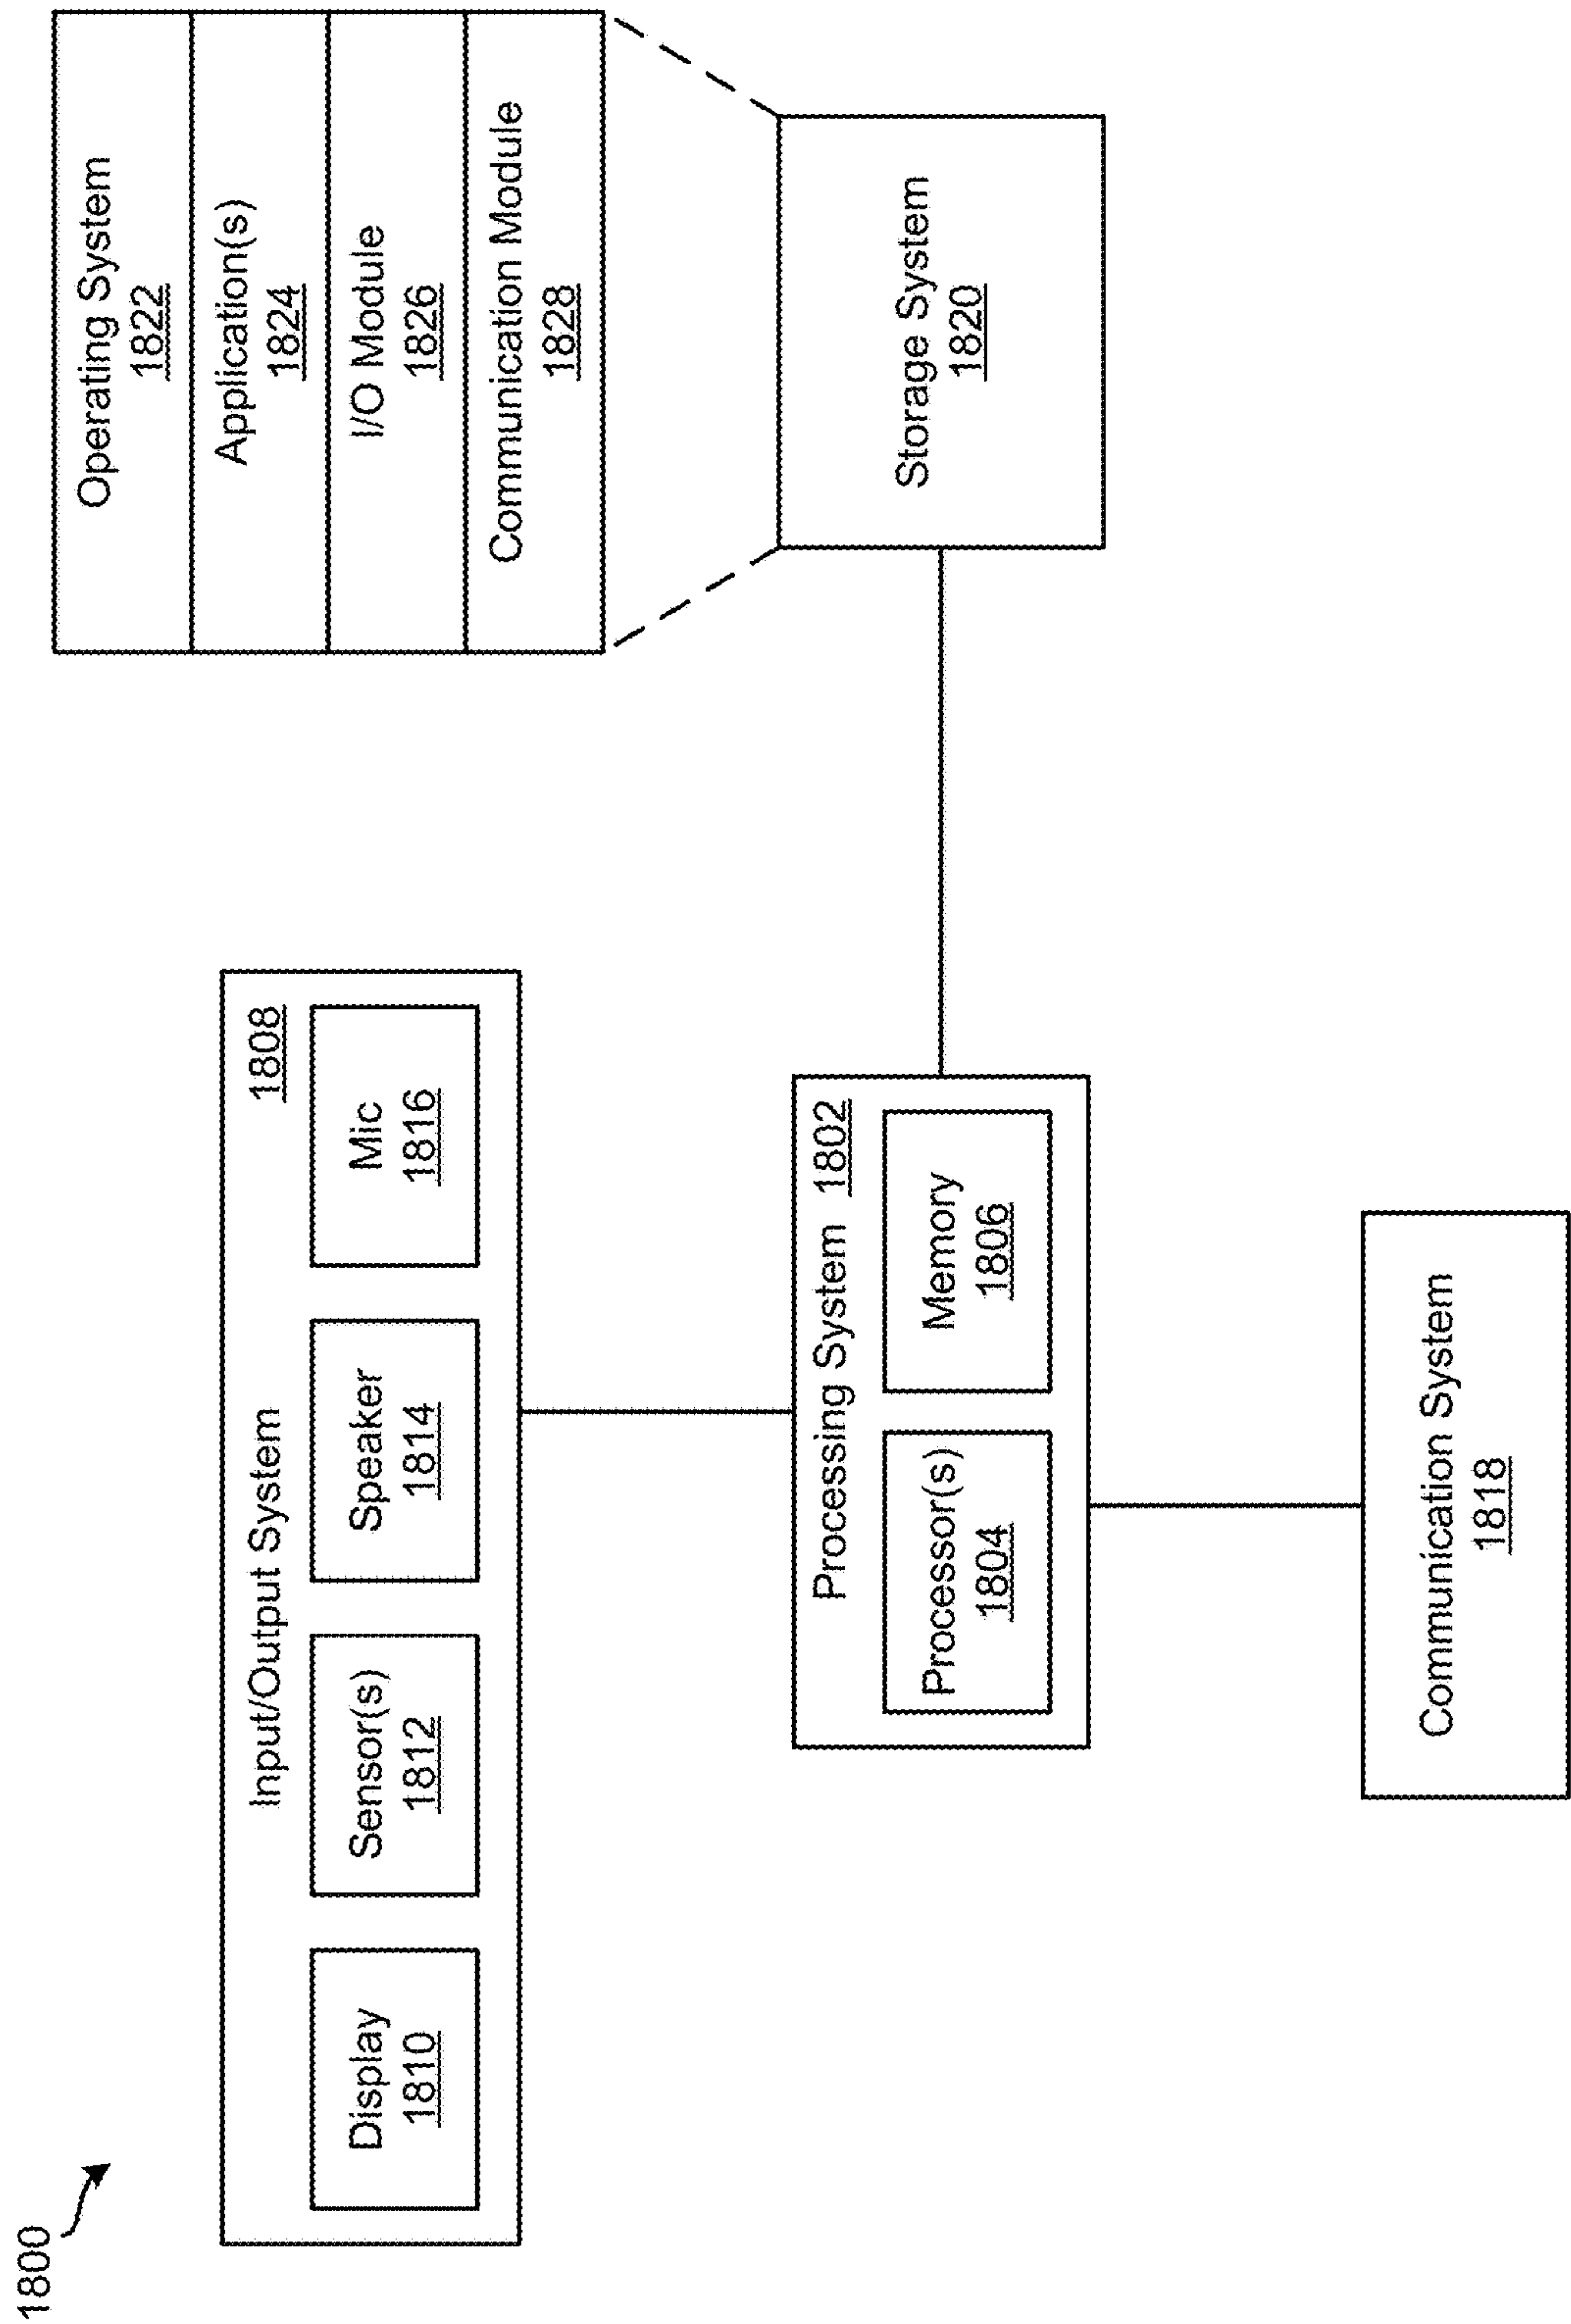 1800
Input/Output System
1808
Display
1810
Sensor(s)
1812
Speaker
1814
Mic
1816
Operating System
1822
Application(s)
1824
I/O Module
1826
Communication Module
1828
Processing System 1802
Processor(s)
1804
Memory
1806
Storage System
1820
Communication System
1818